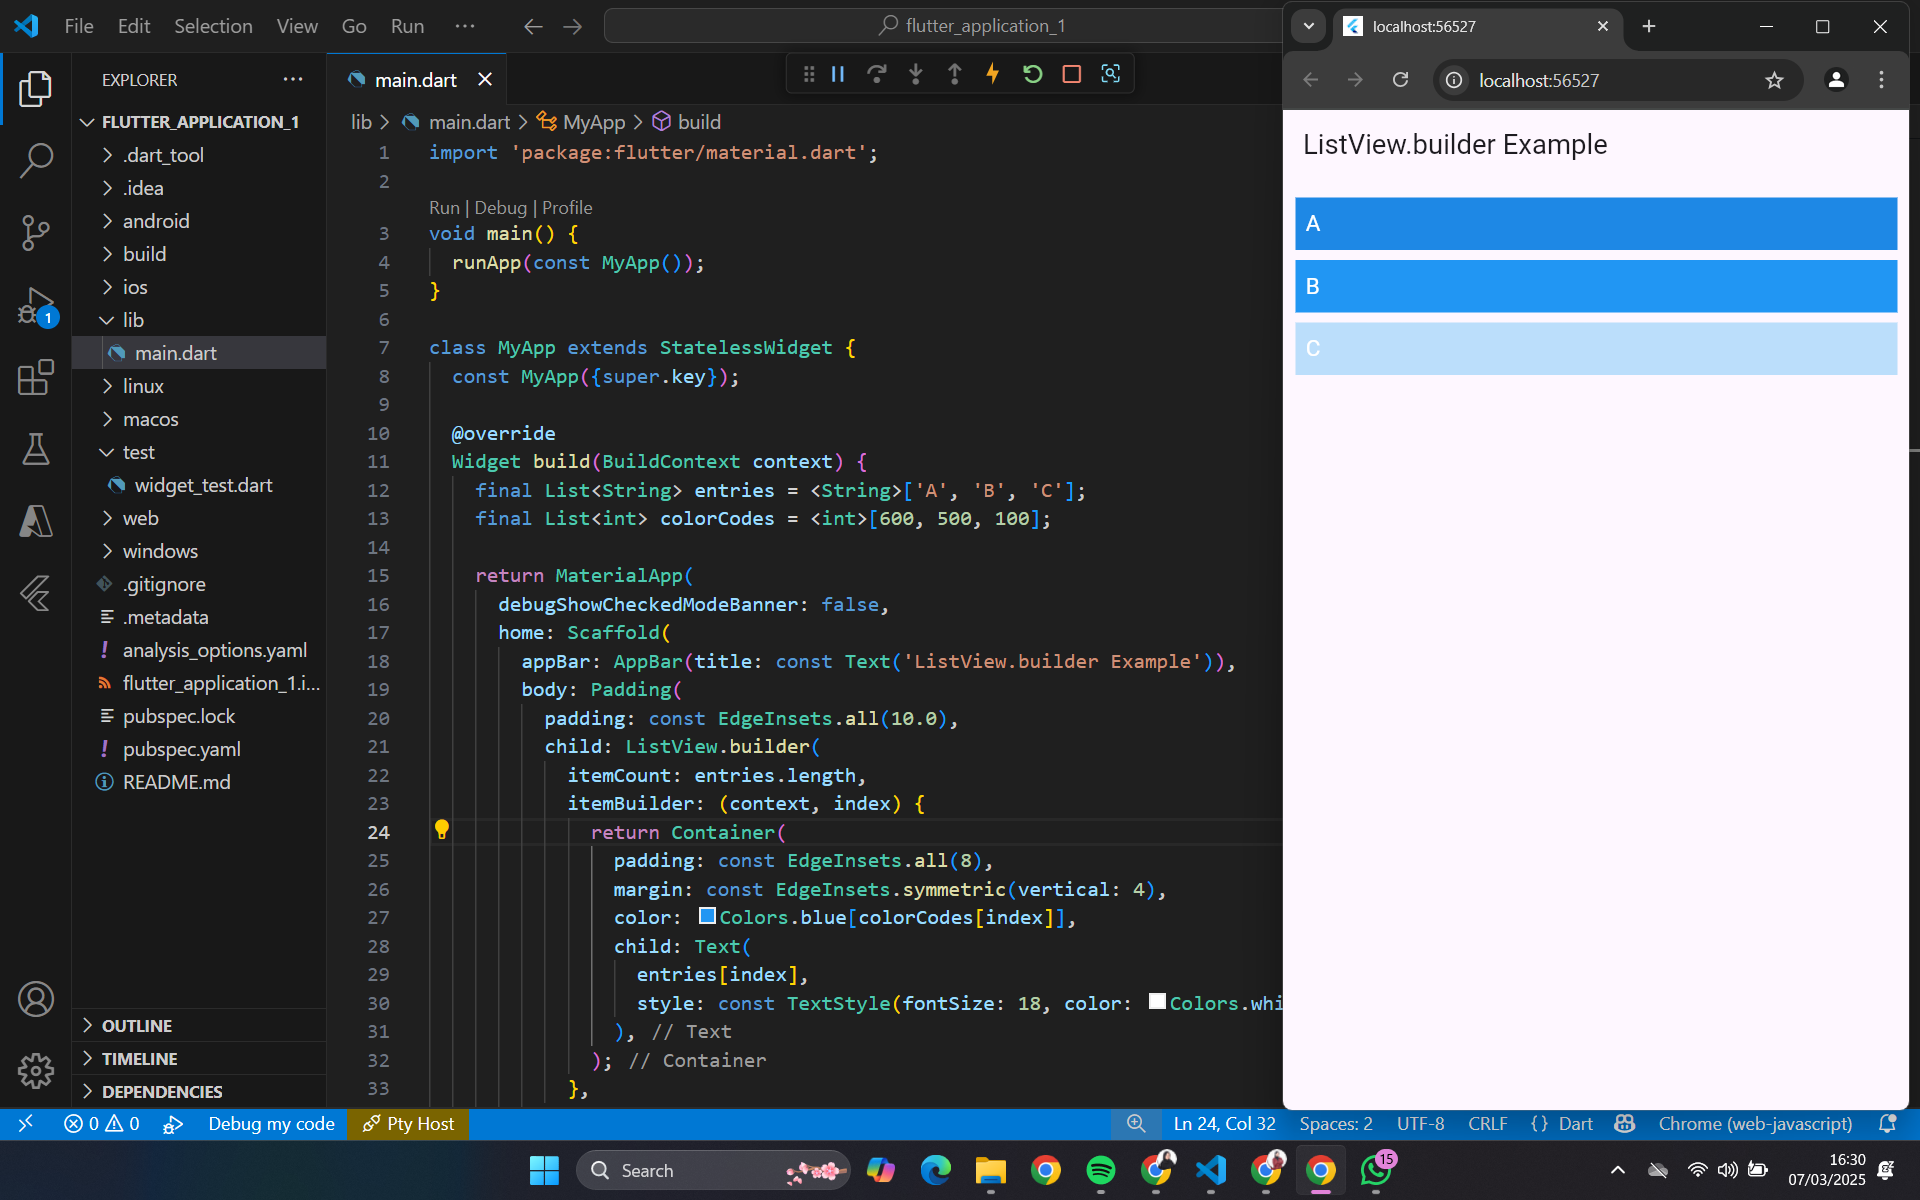 File Edit Selection View Go Run ··· flutter_application_1
EXPLORER ···
FLUTTER_APPLICATION_1
.dart_tool
.idea
android
build
ios
lib
main.dart
linux
macos
test
widget_test.dart
web
windows
.gitignore
.metadata
analysis_options.yaml
flutter_application_1.i...
pubspec.lock
pubspec.yaml
README.md
OUTLINE
TIMELINE
DEPENDENCIES
1
main.dart
lib > main.dart > MyApp > build
1 import 'package:flutter/material.dart';
2
Run | Debug | Profile
3 void main() {
4 runApp(const MyApp());
5 }
6
7 class MyApp extends StatelessWidget {
8 const MyApp({super.key});
9
10 @override
11 Widget build(BuildContext context) {
12 final List<String> entries = <String>['A', 'B', 'C'];
13 final List<int> colorCodes = <int>[600, 500, 100];
14
15 return MaterialApp(
16 debugShowCheckedModeBanner: false,
17 home: Scaffold(
18 appBar: AppBar(title: const Text('ListView.builder Example')),
19 body: Padding(
20 padding: const EdgeInsets.all(10.0),
21 child: ListView.builder(
22 itemCount: entries.length,
23 itemBuilder: (context, index) {
24 return Container(
25 padding: const EdgeInsets.all(8),
26 margin: const EdgeInsets.symmetric(vertical: 4),
27 color: Colors.blue[colorCodes[index]],
28 child: Text(
29 entries[index],
30 style: const TextStyle(fontSize: 18, color: Colors.whi
31 ), // Text
32 ); // Container
33 },
localhost:56527
localhost:56527
ListView.builder Example
A
B
C
0 0 Debug my code Pty Host Ln 24, Col 32 Spaces: 2 UTF-8 CRLF {} Dart Chrome (web-javascript)
Search 15 16:30
07/03/2025